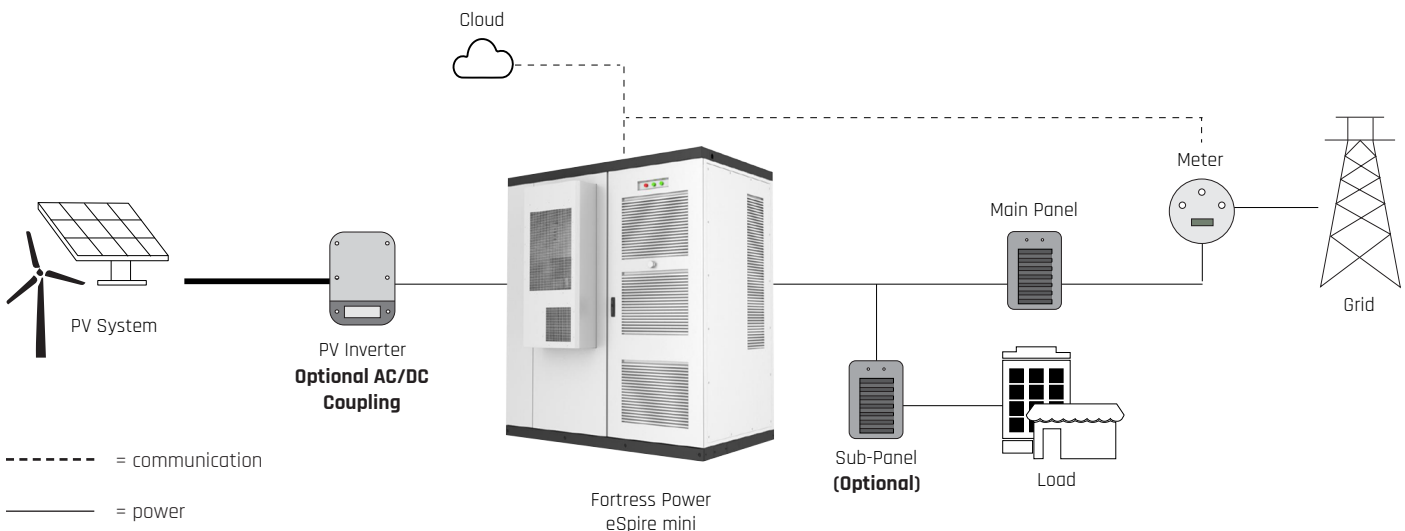 Cloud
Meter
Main Panel
Grid
PV System
PV Inverter
Optional AC/DC
Coupling
Sub-Panel
(Optional)
Load
Fortress Power
eSpire mini
= communication
= power